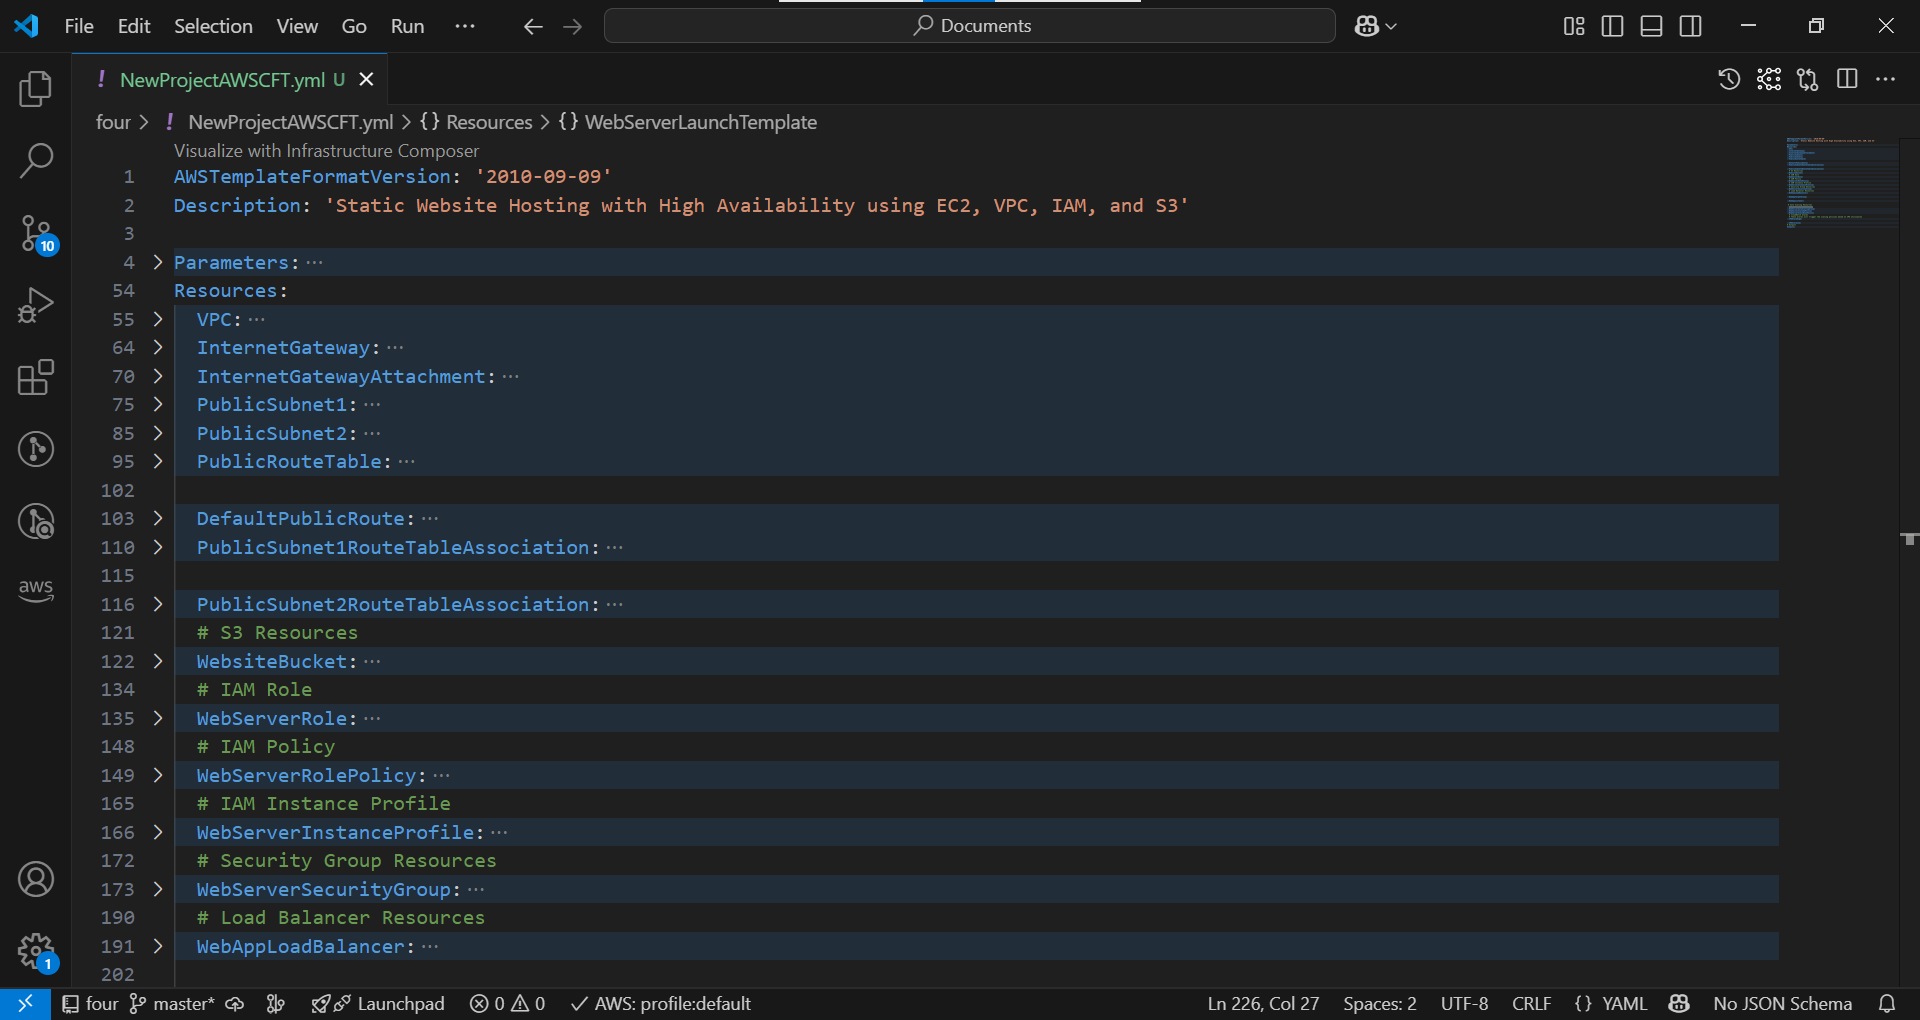 File Edit Selection View Go Run ··· Documents
! NewProjectAWSCFT.yml U
four > ! NewProjectAWSCFT.yml > {} Resources > {} WebServerLaunchTemplate
Visualize with Infrastructure Composer
1 AWSTemplateFormatVersion: '2010-09-09'
2 Description: 'Static Website Hosting with High Availability using EC2, VPC, IAM, and S3'
3
4 > Parameters: ···
54 Resources:
55 > VPC: ···
64 > InternetGateway: ···
70 > InternetGatewayAttachment: ···
75 > PublicSubnet1: ···
85 > PublicSubnet2: ···
95 > PublicRouteTable: ···
102
103 > DefaultPublicRoute: ···
110 > PublicSubnet1RouteTableAssociation: ···
115
116 > PublicSubnet2RouteTableAssociation: ···
121 # S3 Resources
122 > WebsiteBucket: ···
134 # IAM Role
135 > WebServerRole: ···
148 # IAM Policy
149 > WebServerRolePolicy: ···
165 # IAM Instance Profile
166 > WebServerInstanceProfile: ···
172 # Security Group Resources
173 > WebServerSecurityGroup: ···
190 # Load Balancer Resources
191 > WebAppLoadBalancer: ···
202
10
aws
1
four master* Launchpad 0 0 AWS: profile:default Ln 226, Col 27 Spaces: 2 UTF-8 CRLF {} YAML No JSON Schema